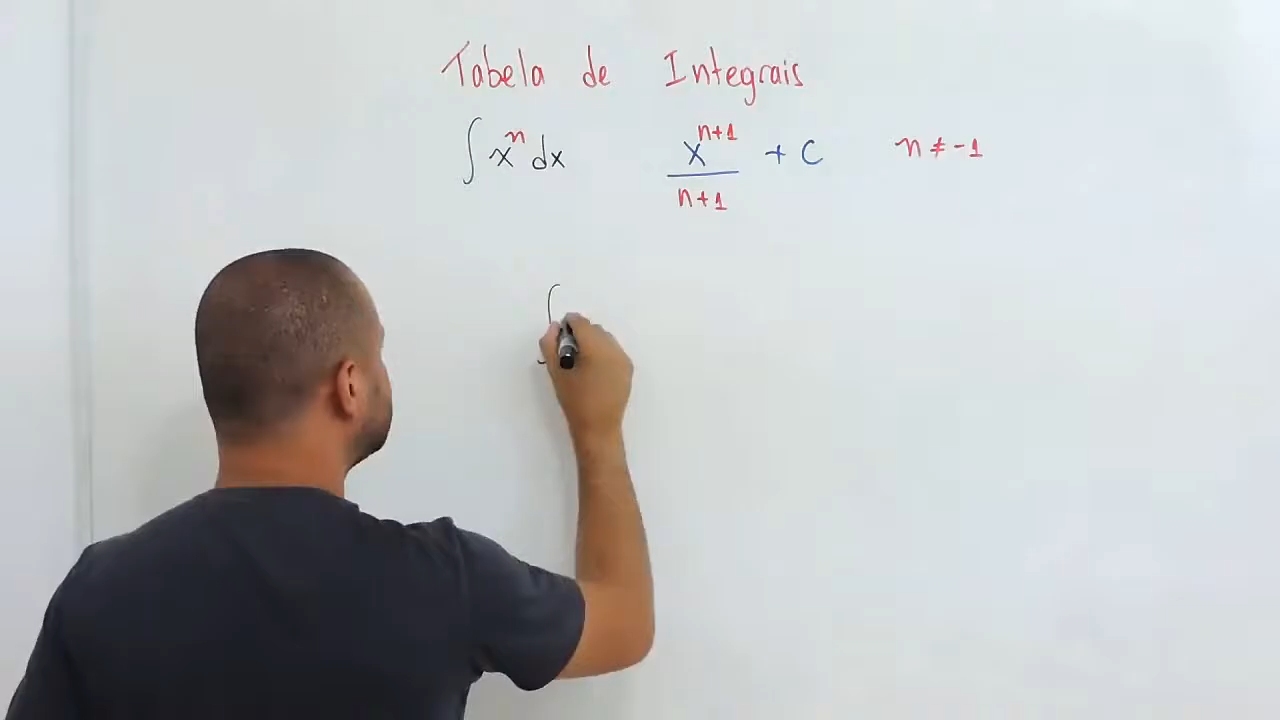 Tabela de Integrais
∫ xⁿ dx    xⁿ⁺¹/n+1 + C    n ≠ -1
∫